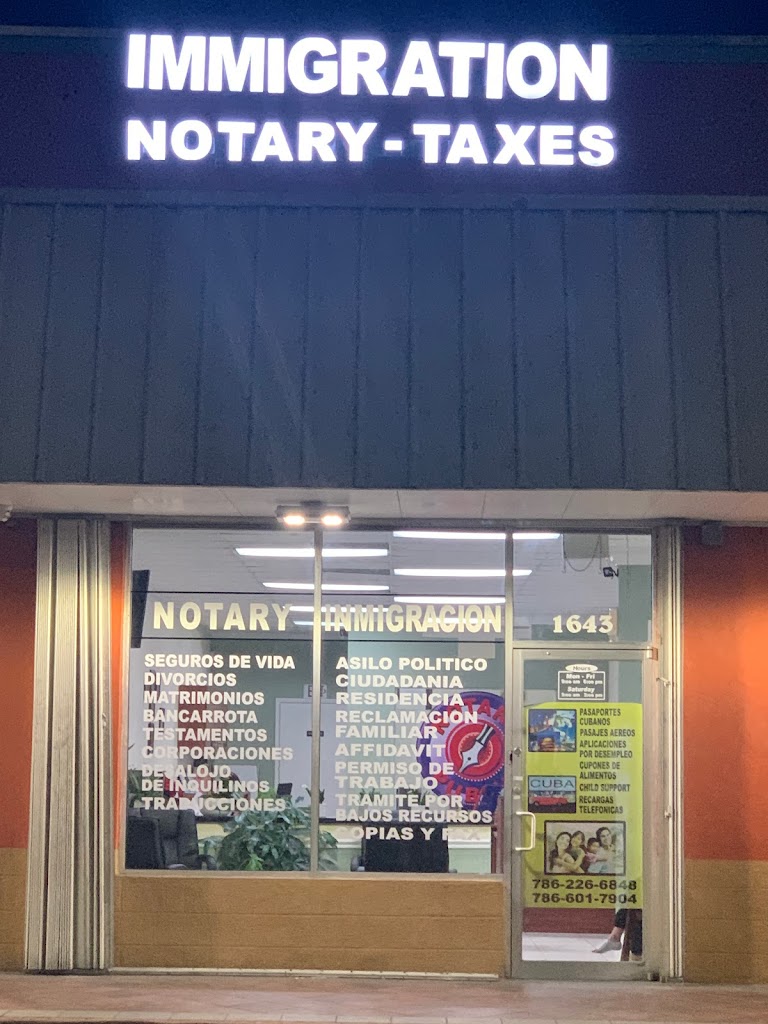 IMMIGRATION
NOTARY - TAXES
NOTARY
INMIGRACION
1643
SEGUROS DE VIDA
DIVORCIOS
MATRIMONIOS
BANCARROTA
TESTAMENTOS
CORPORACIONES
DESALOJO
DE INQUILINOS
TRADUCCIONES
ASILO POLITICO
CIUDADANIA
RESIDENCIA
RECLAMACION
FAMILIAR
AFFIDAVIT
PERMISO DE
TRABAJO
TRAMITE POR
BAJOS RECURSOS
COPIAS Y FAX
Hours
Mon - Fri
Saturday
PASAPORTES
CUBANOS
PASAJES AEREOS
APLICACIONES
POR DESEMPLEO
CUPONES DE
ALIMENTOS
CHILD SUPPORT
RECARGAS
TELEFONICAS
CUBA
786-226-6848
786-601-7904